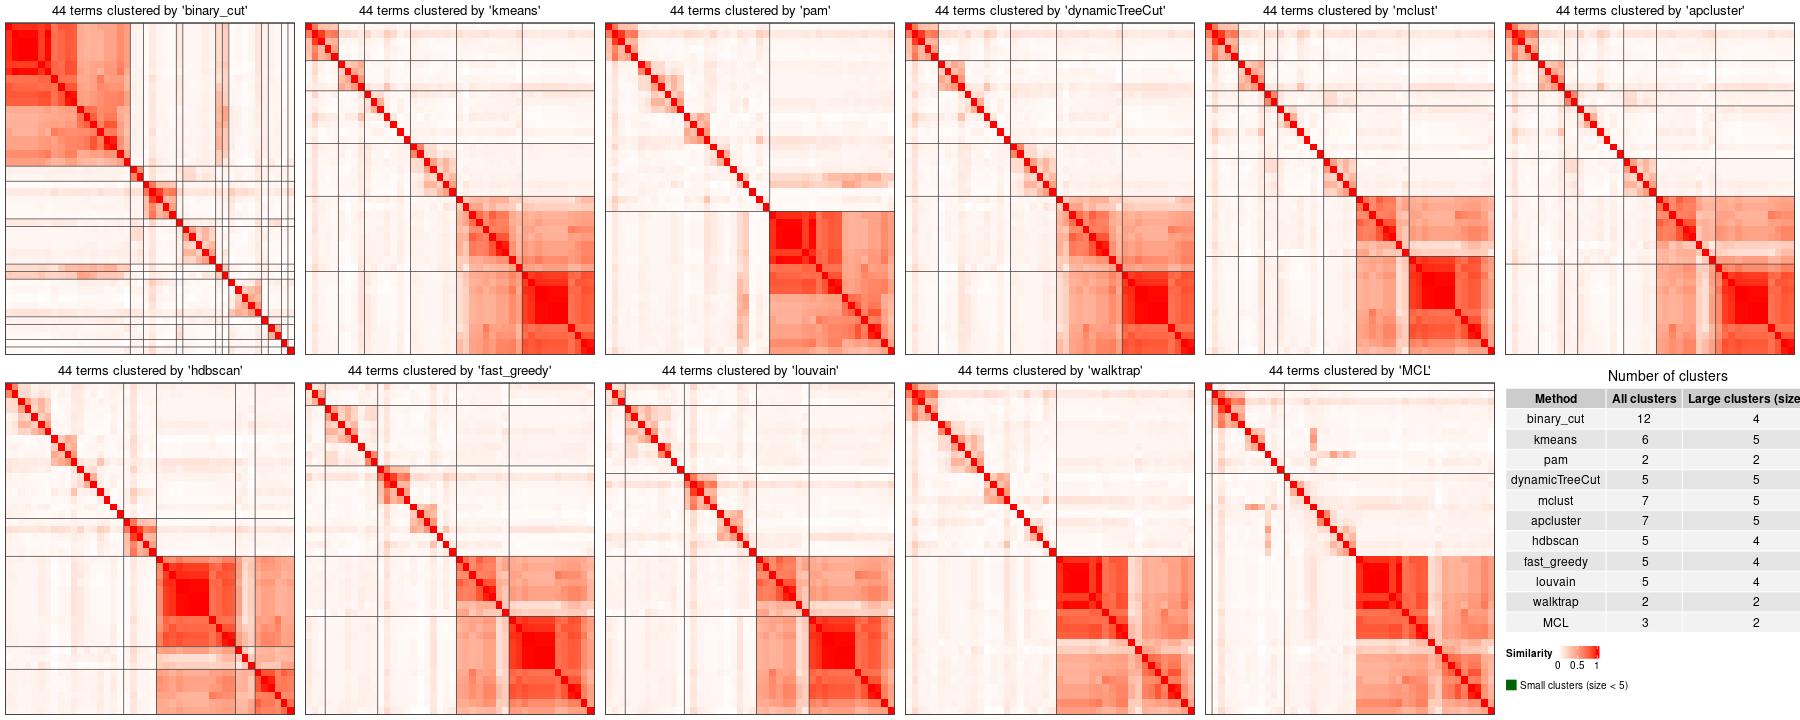 44 terms clustered by 'binary_cut'
44 terms clustered by 'kmeans'
44 terms clustered by 'pam'
44 terms clustered by 'dynamicTreeCut'
44 terms clustered by 'mclust'
44 terms clustered by 'apcluster'
44 terms clustered by 'hdbscan'
44 terms clustered by 'fast_greedy'
44 terms clustered by 'louvain'
44 terms clustered by 'walktrap'
44 terms clustered by 'MCL'
Number of clusters
Method All clusters Large clusters (size
binary_cut 12 4
kmeans 6 5
pam 2 2
dynamicTreeCut 5 5
mclust 7 5
apcluster 7 5
hdbscan 5 4
fast_greedy 5 4
louvain 5 4
walktrap 2 2
MCL 3 2
Similarity
0 0.5 1
Small clusters (size < 5)